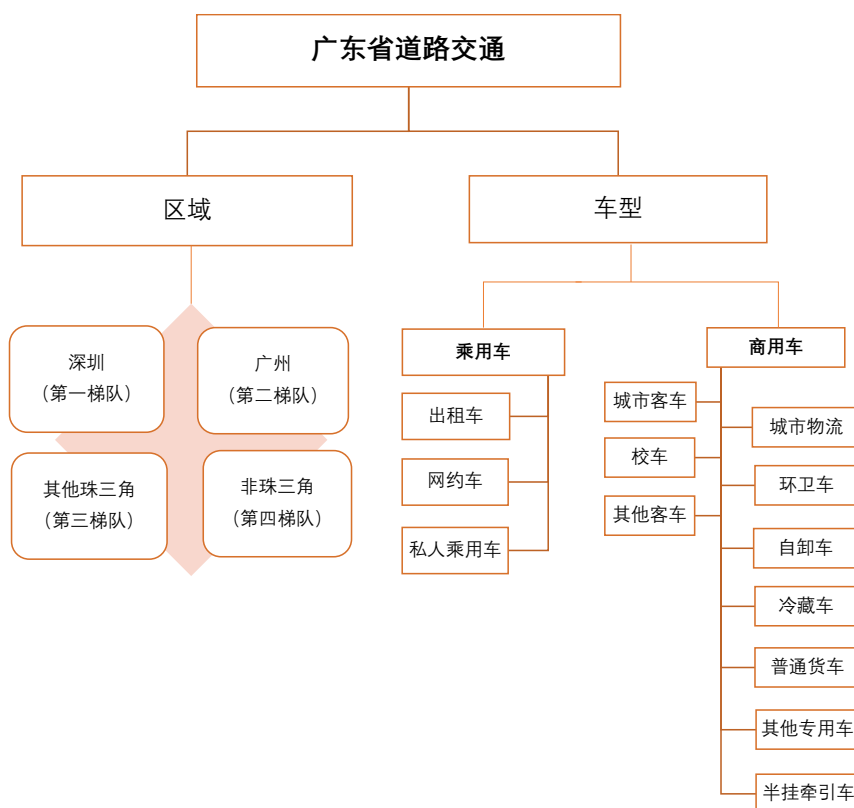 广东省道路交通
区域
车型
深圳
(第一梯队)
广州
(第二梯队)
其他珠三角
(第三梯队)
非珠三角
(第四梯队)
乘用车
出租车
网约车
私人乘用车
商用车
城市客车
校车
其他客车
城市物流
环卫车
自卸车
冷藏车
普通货车
其他专用车
半挂牵引车